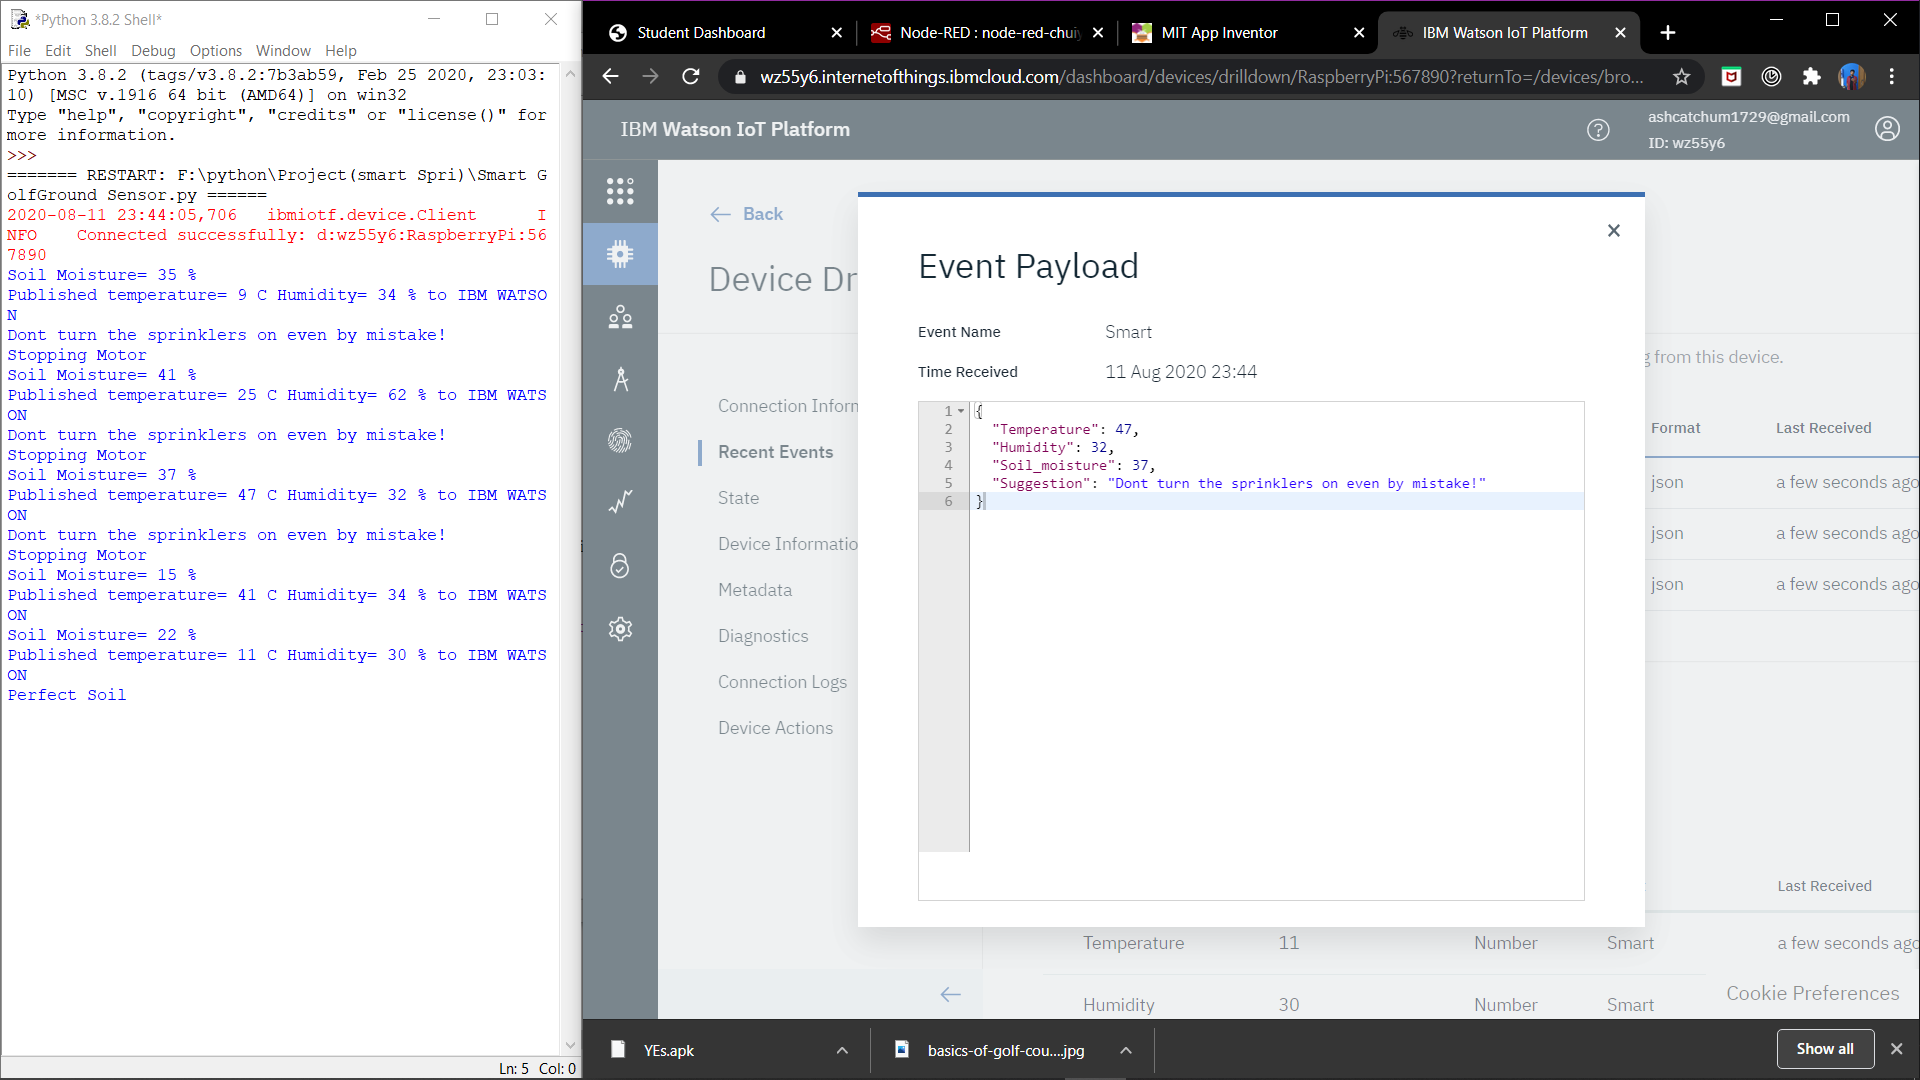 *Python 3.8.2 Shell*
File Edit Shell Debug Options Window Help
Python 3.8.2 (tags/v3.8.2:7b3ab59, Feb 25 2020, 23:03:
10) [MSC v.1916 64 bit (AMD64)] on win32
Type "help", "copyright", "credits" or "license()" for
more information.
>>>
======= RESTART: F:\python\Project(smart Spri)\Smart G
olfGround Sensor.py ======
2020-08-11 23:44:05,706   ibmiotf.device.Client      I
NFO    Connected successfully: d:wz55y6:RaspberryPi:56
7890
Soil Moisture= 35 %
Published temperature= 9 C Humidity= 34 % to IBM WATSO
N
Dont turn the sprinklers on even by mistake!
Stopping Motor
Soil Moisture= 41 %
Published temperature= 25 C Humidity= 62 % to IBM WATS
ON
Dont turn the sprinklers on even by mistake!
Stopping Motor
Soil Moisture= 37 %
Published temperature= 47 C Humidity= 32 % to IBM WATS
ON
Dont turn the sprinklers on even by mistake!
Stopping Motor
Soil Moisture= 15 %
Published temperature= 41 C Humidity= 34 % to IBM WATS
ON
Soil Moisture= 22 %
Published temperature= 11 C Humidity= 30 % to IBM WATS
ON
Perfect Soil
Ln: 5 Col: 0
Student Dashboard
Node-RED : node-red-chuiy
MIT App Inventor
IBM Watson IoT Platform
wz55y6.internetofthings.ibmcloud.com/dashboard/devices/drilldown/RaspberryPi:567890?returnTo=/devices/bro...
IBM Watson IoT Platform
ashcatchum1729@gmail.com
ID: wz55y6
Back
Device Dr
Connection Inforn
Recent Events
State
Device Informatio
Metadata
Diagnostics
Connection Logs
Device Actions
Event Payload
Event Name Smart
Time Received 11 Aug 2020 23:44
1 {
2 "Temperature": 47,
3 "Humidity": 32,
4 "Soil_moisture": 37,
5 "Suggestion": "Dont turn the sprinklers on even by mistake!"
6 }
from this device.
Format Last Received
json a few seconds ago
json a few seconds ago
json a few seconds ago
Last Received
Temperature 11 Number Smart a few seconds ago
Humidity 30 Number Smart
Cookie Preferences
YEs.apk
basics-of-golf-cou....jpg
Show all